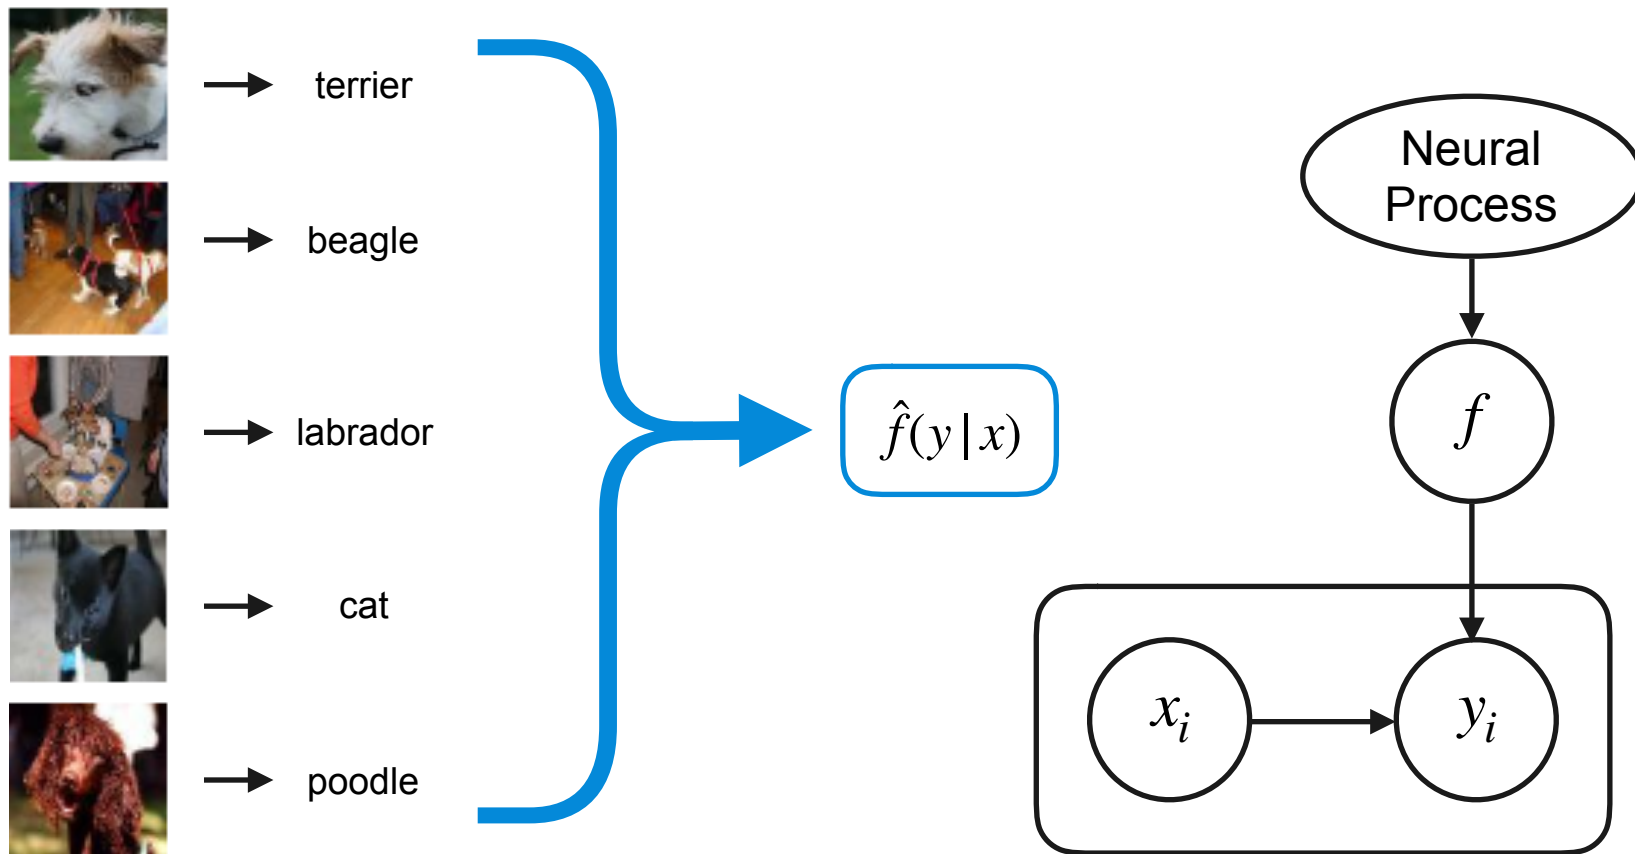 terrier
beagle
labrador
cat
poodle
f̂(y|x)
Neural
Process
f
xᵢ
yᵢ